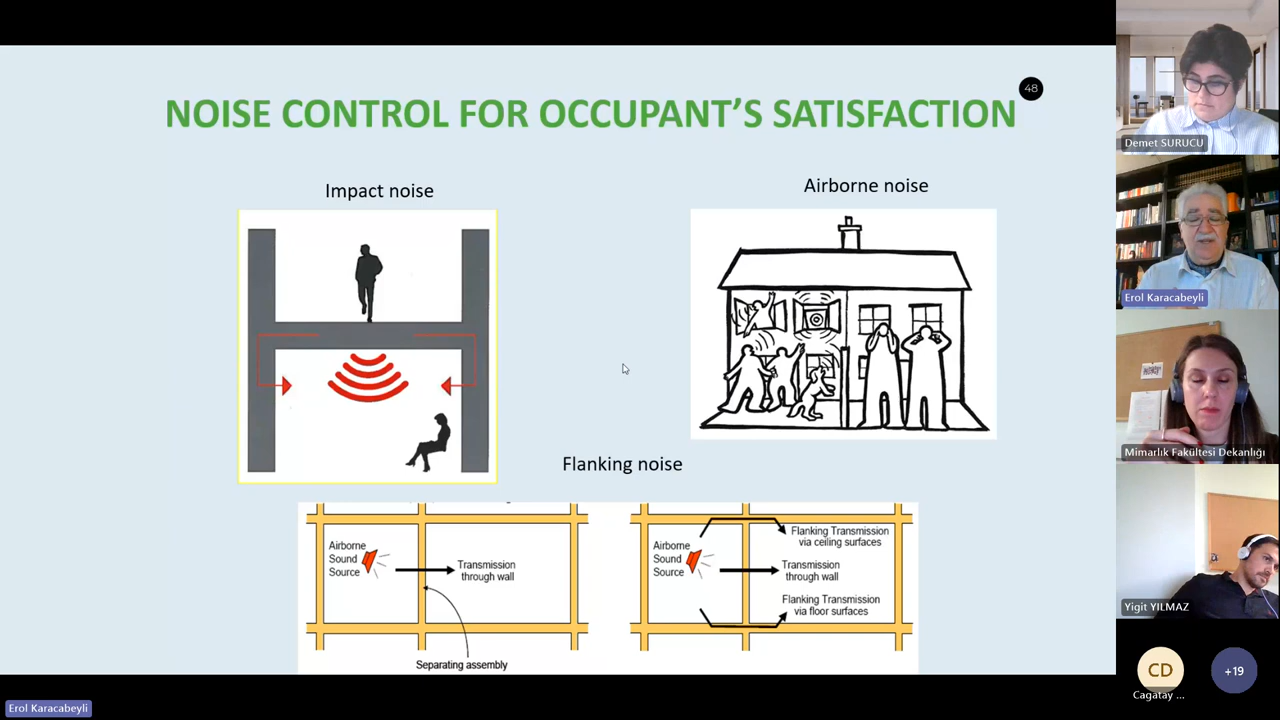 48
NOISE CONTROL FOR OCCUPANT'S SATISFACTION
Impact noise
Airborne noise
Flanking noise
Airborne
Sound
Source
Transmission
through wall
Separating assembly
Airborne
Sound
Source
Flanking Transmission
via ceiling surfaces
Transmission
through wall
Flanking Transmission
via floor surfaces
Demet SURUCU
Erol Karacabeyli
Mimarlık Fakültesi Dekanlığı
Yigit YILMAZ
CD
Cagatay ...
+19
Erol Karacabeyli